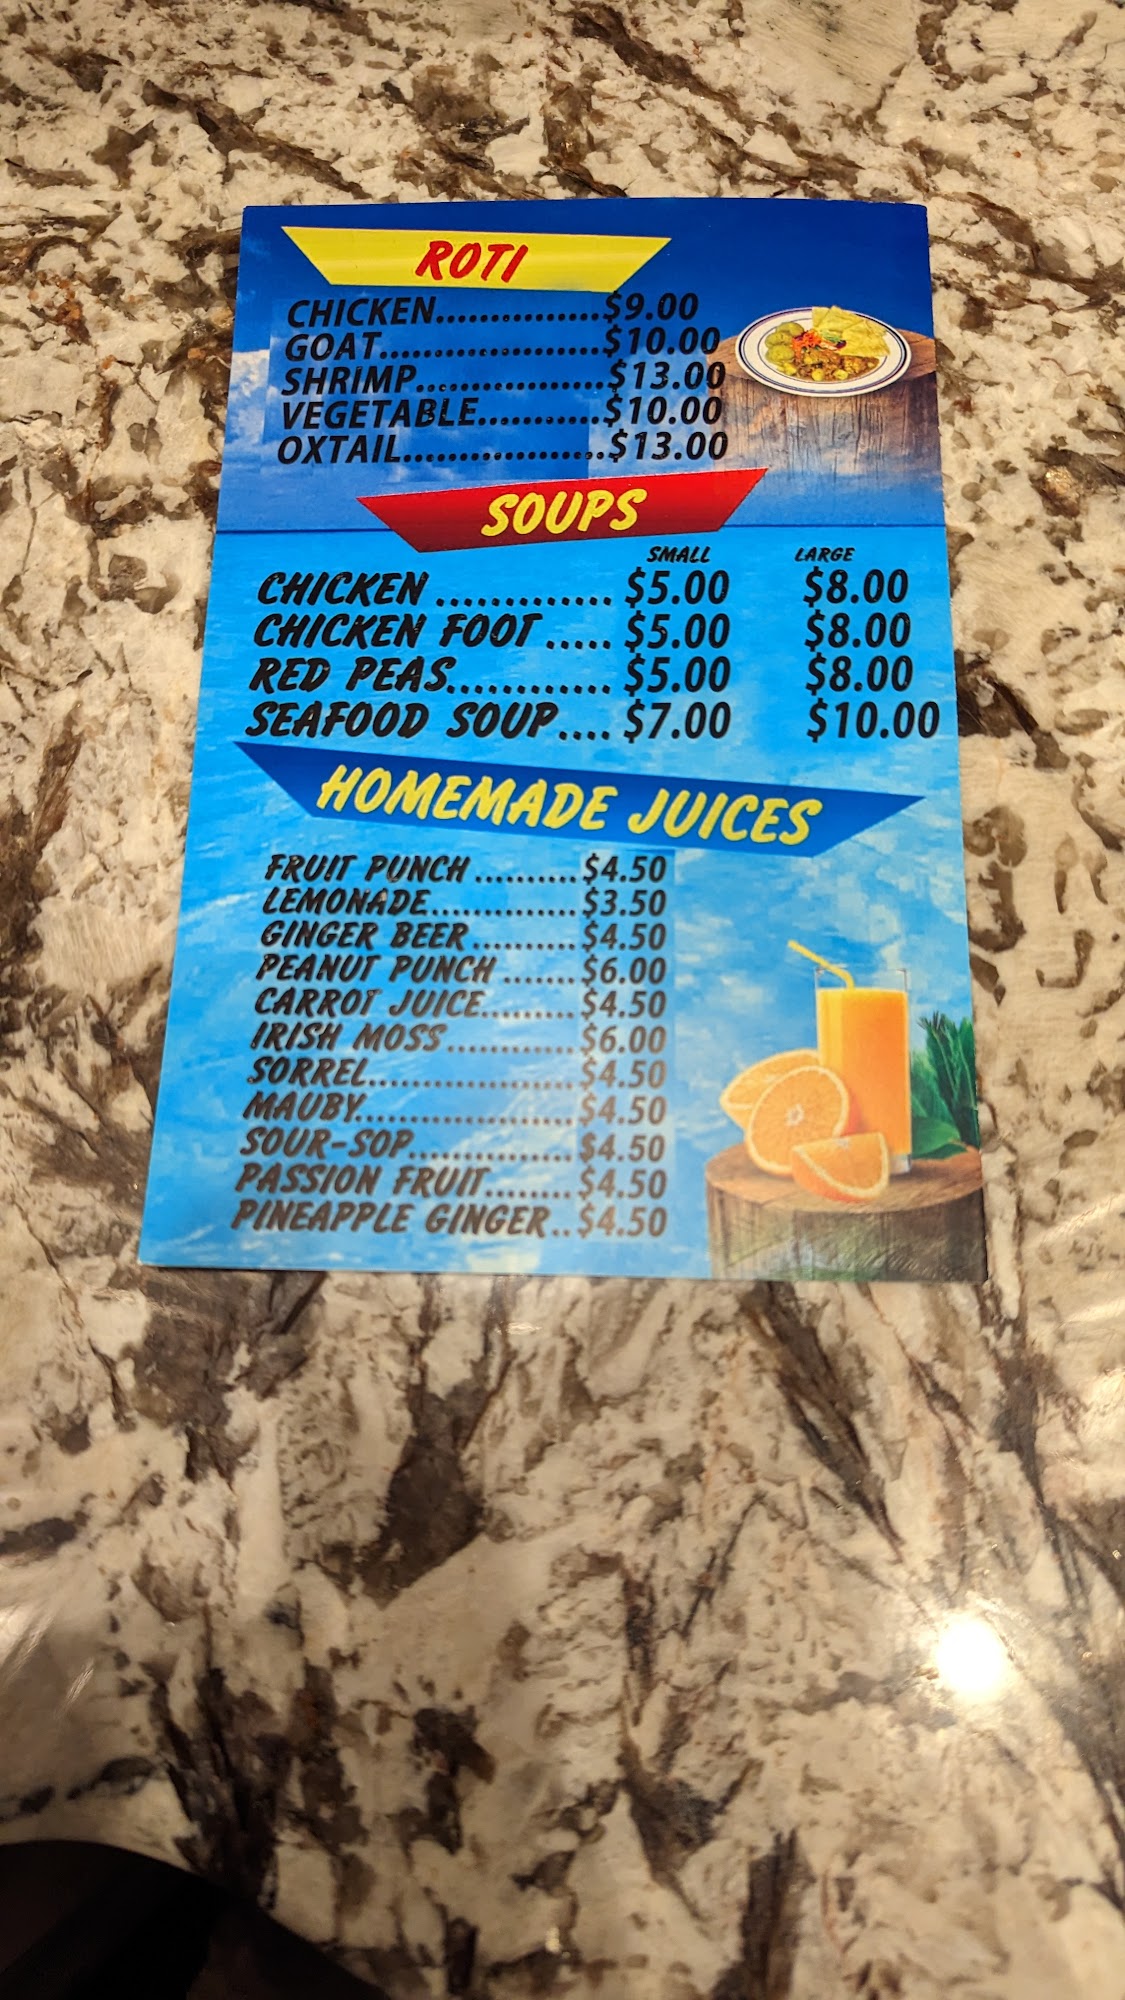 ROTI
CHICKEN...............$9.00
GOAT....................$10.00
SHRIMP.................$13.00
VEGETABLE...........$10.00
OXTAIL..................$13.00
SOUPS
SMALL LARGE
CHICKEN ............. $5.00 $8.00
CHICKEN FOOT ..... $5.00 $8.00
RED PEAS............ $5.00 $8.00
SEAFOOD SOUP.... $7.00 $10.00
HOMEMADE JUICES
FRUIT PUNCH ..........$4.50
LEMONADE..............$3.50
GINGER BEER..........$4.50
PEANUT PUNCH .......$6.00
CARROT JUICE.........$4.50
IRISH MOSS............$6.00
SORREL...................$4.50
MAUBY....................$4.50
SOUR-SOP...............$4.50
PASSION FRUIT........$4.50
PINEAPPLE GINGER..$4.50